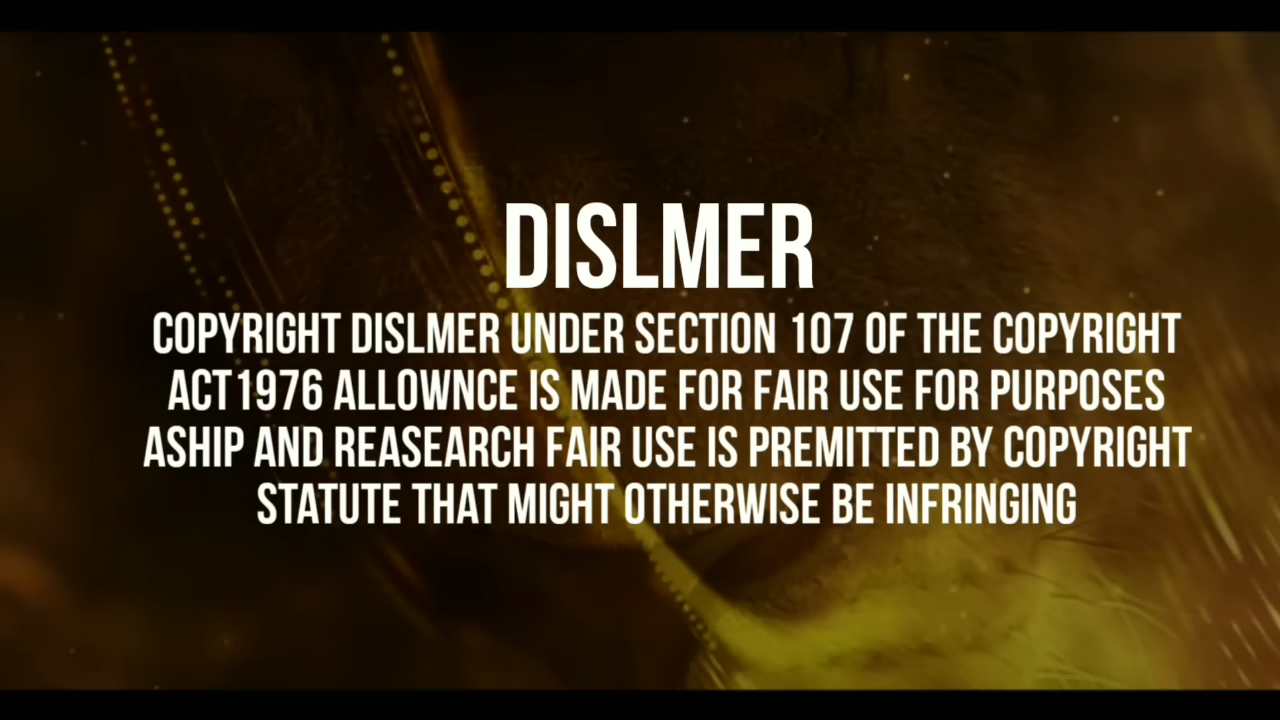 DISLMER
COPYRIGHT DISLMER UNDER SECTION 107 OF THE COPYRIGHT
ACT1976 ALLOWNCE IS MADE FOR FAIR USE FOR PURPOSES
ASHIP AND REASEARCH FAIR USE IS PREMITTED BY COPYRIGHT
STATUTE THAT MIGHT OTHERWISE BE INFRINGING